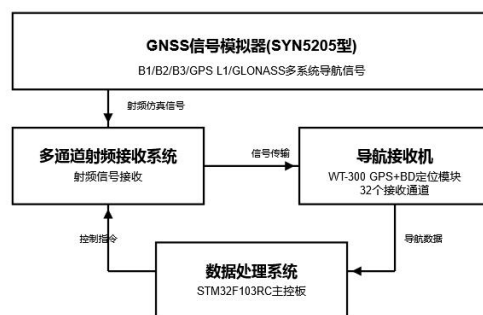 GNSS信号模拟器(SYN5205型)
B1/B2/B3/GPS L1/GLONASS多系统导航信号
射频仿真信号
多通道射频接收系统
射频信号接收
信号传输
导航接收机
WT-300 GPS+BD定位模块
32个接收通道
控制指令
导航数据
数据处理系统
STM32F103RC主控板